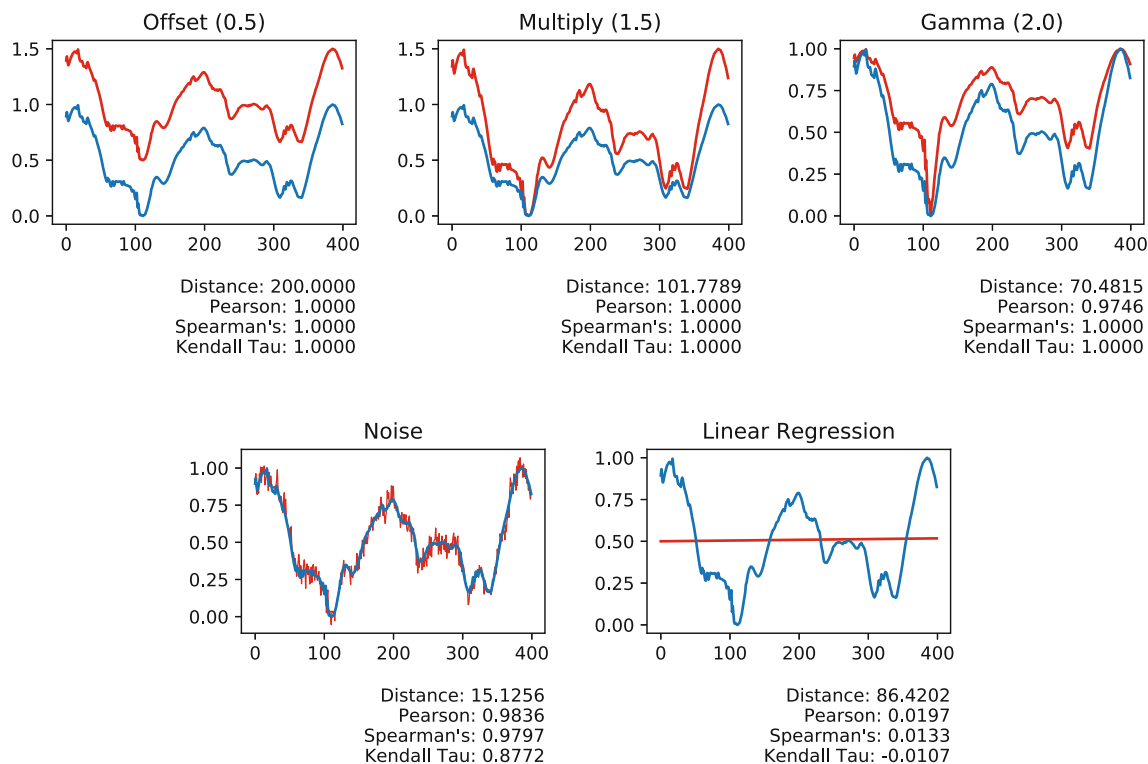 Offset (0.5)
1.5
1.0
0.5
0.0
0 100 200 300 400
Distance: 200.0000
Pearson: 1.0000
Spearman's: 1.0000
Kendall Tau: 1.0000
Multiply (1.5)
1.5
1.0
0.5
0.0
0 100 200 300 400
Distance: 101.7789
Pearson: 1.0000
Spearman's: 1.0000
Kendall Tau: 1.0000
Gamma (2.0)
1.00
0.75
0.50
0.25
0.00
0 100 200 300 400
Distance: 70.4815
Pearson: 0.9746
Spearman's: 1.0000
Kendall Tau: 1.0000
Noise
1.00
0.75
0.50
0.25
0.00
0 100 200 300 400
Distance: 15.1256
Pearson: 0.9836
Spearman's: 0.9797
Kendall Tau: 0.8772
Linear Regression
1.00
0.75
0.50
0.25
0.00
0 100 200 300 400
Distance: 86.4202
Pearson: 0.0197
Spearman's: 0.0133
Kendall Tau: -0.0107